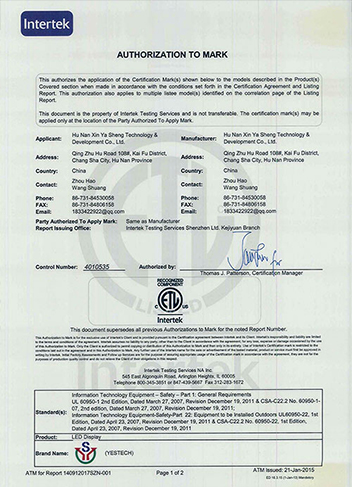 Intertek
AUTHORIZATION TO MARK
This authorizes the application of the Certification Mark(s) shown below to the models described in the Product(s)
Covered section when made in accordance with the conditions set forth in the Certification Agreement and Listing
Report. This authorization also applies to multiple listee model(s) identified on the correlation page of the Listing
Report.
This document is the property of Intertek Testing Services and is not transferable. The certification mark(s) may be
applied only at the location of the Party Authorized To Apply Mark.
Applicant: Hu Nan Xin Ya Sheng Technology & Development Co., Ltd. Manufacturer: Hu Nan Xin Ya Sheng Technology & Development Co., Ltd.
Address: Qing Zhu Hu Road 108#, Kai Fu District, Chang Sha City, Hu Nan Province Address: Qing Zhu Hu Road 108#, Kai Fu District, Chang Sha City, Hu Nan Province
Country: China Country: China
Contact: Zhou Hao Wang Shuang Contact: Zhou Hao Wang Shuang
Phone: 86-731-84530058 Phone: 86-731-84530058
FAX: 86-731-84806158 FAX: 86-731-84806158
Email: 1833422922@qq.com Email: 1833422922@qq.com
Party Authorized To Apply Mark: Same as Manufacturer
Report Issuing Office: Intertek Testing Services Shenzhen Ltd. Kejiyuan Branch
Control Number: 4010535 Authorized by:
Thomas J. Patterson, Certification Manager
RECOGNIZED
COMPONENT
ETL
Intertek
This document supersedes all previous Authorizations to Mark for the noted Report Number.
Intertek Testing Services NA Inc.
545 East Algonquin Road, Arlington Heights, IL 60005
Telephone 800-345-3851 or 847-439-5667 Fax 312-283-1672
Standard(s): Information Technology Equipment - Safety - Part 1: General Requirements
UL 60950-1 2nd Edition, Dated March 27, 2007, Revision December 19, 2011 & CSA-C22.2 No. 60950-1-
07, 2nd edition, Dated March 27, 2007, Revision December 19, 2011;
Information Technology Equipment-Safety-Part 22: Equipment to be Installed Outdoors UL60950-22, 1st
Edition, Dated April 23, 2007, Revision December 19, 2011 & CSA-C22.2 No. 60950-22, 1st Edition,
Dated April 23, 2007, Revision December 19, 2011
Product: LED Display
Brand Name: (YESTECH)
ATM for Report 140912017SZN-001 Page 1 of 2 ATM Issued: 21-Jan-2015